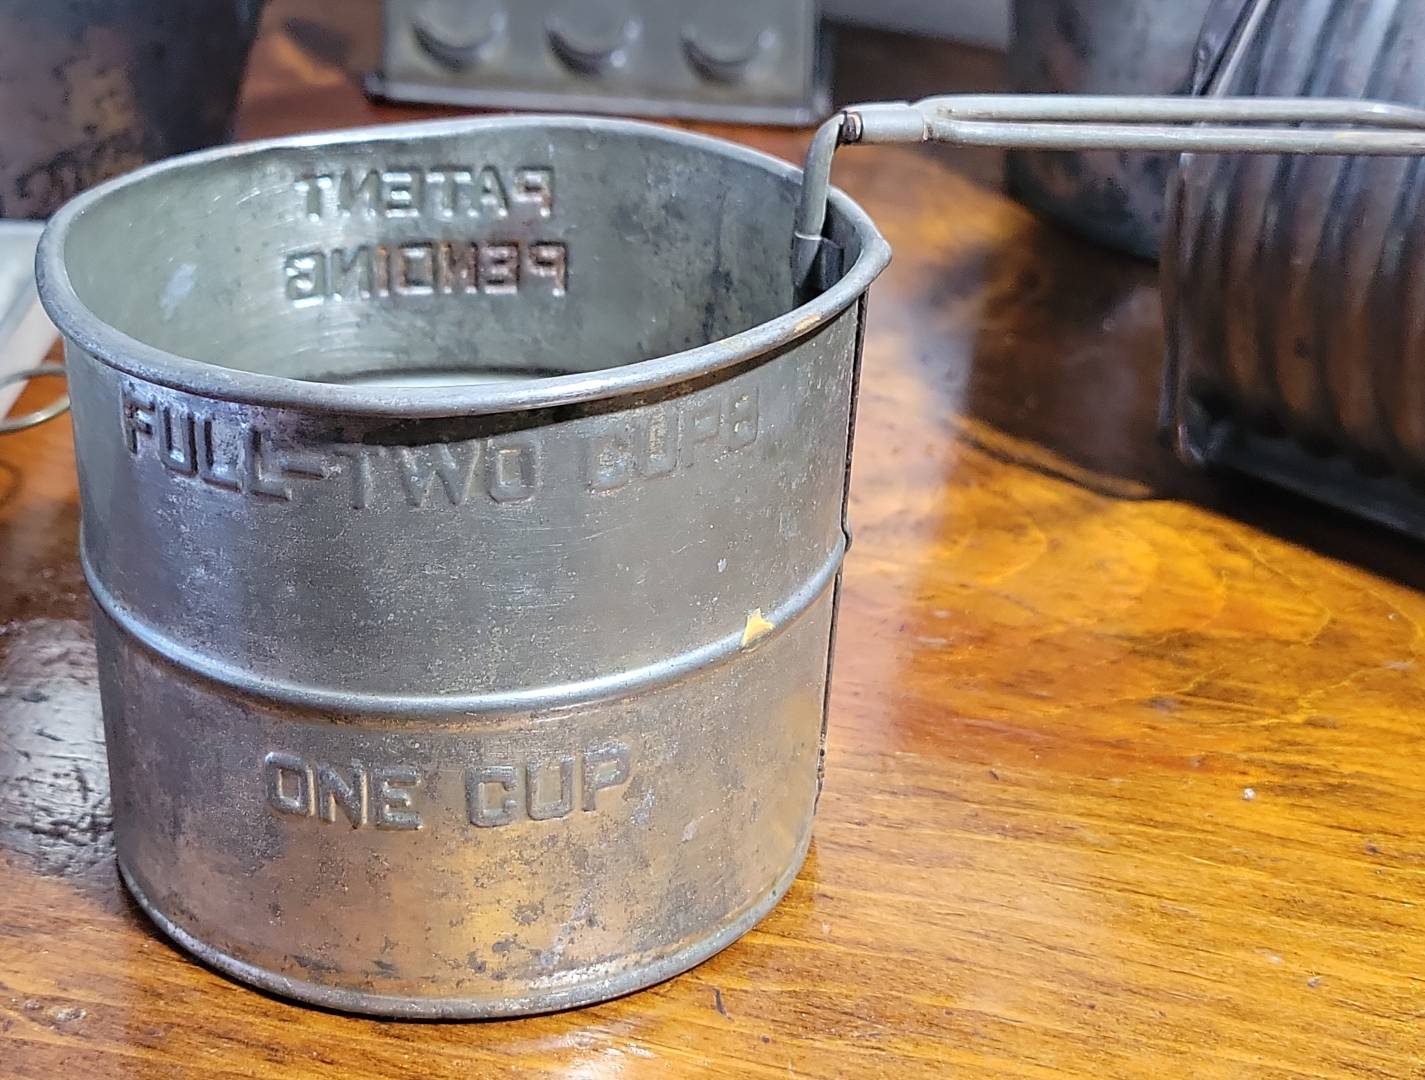 PATENT
PENDING
FULL-TWO CUPS
ONE CUP